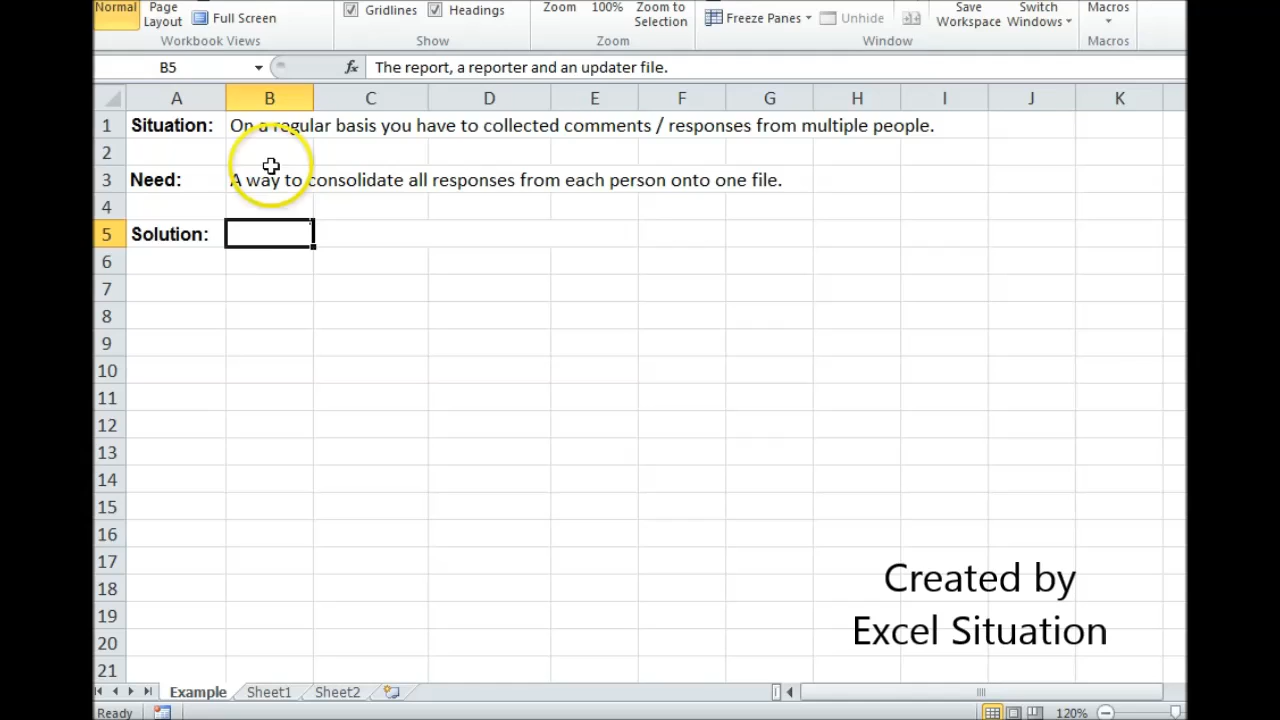 Normal Page Layout Full Screen Gridlines Headings Zoom 100% Zoom to Selection Freeze Panes Unhide Save Workspace Switch Windows Macros
Workbook Views Show Zoom Window Macros
B5 fx The report, a reporter and an updater file.
A B C D E F G H I J K
1 Situation: On a regular basis you have to collected comments / responses from multiple people.
2
3 Need: A way to consolidate all responses from each person onto one file.
4
5 Solution:
6
7
8
9
10
11
12
13
14
15
16
17
18
19
20
21
Created by
Excel Situation
Example Sheet1 Sheet2
Ready 120%